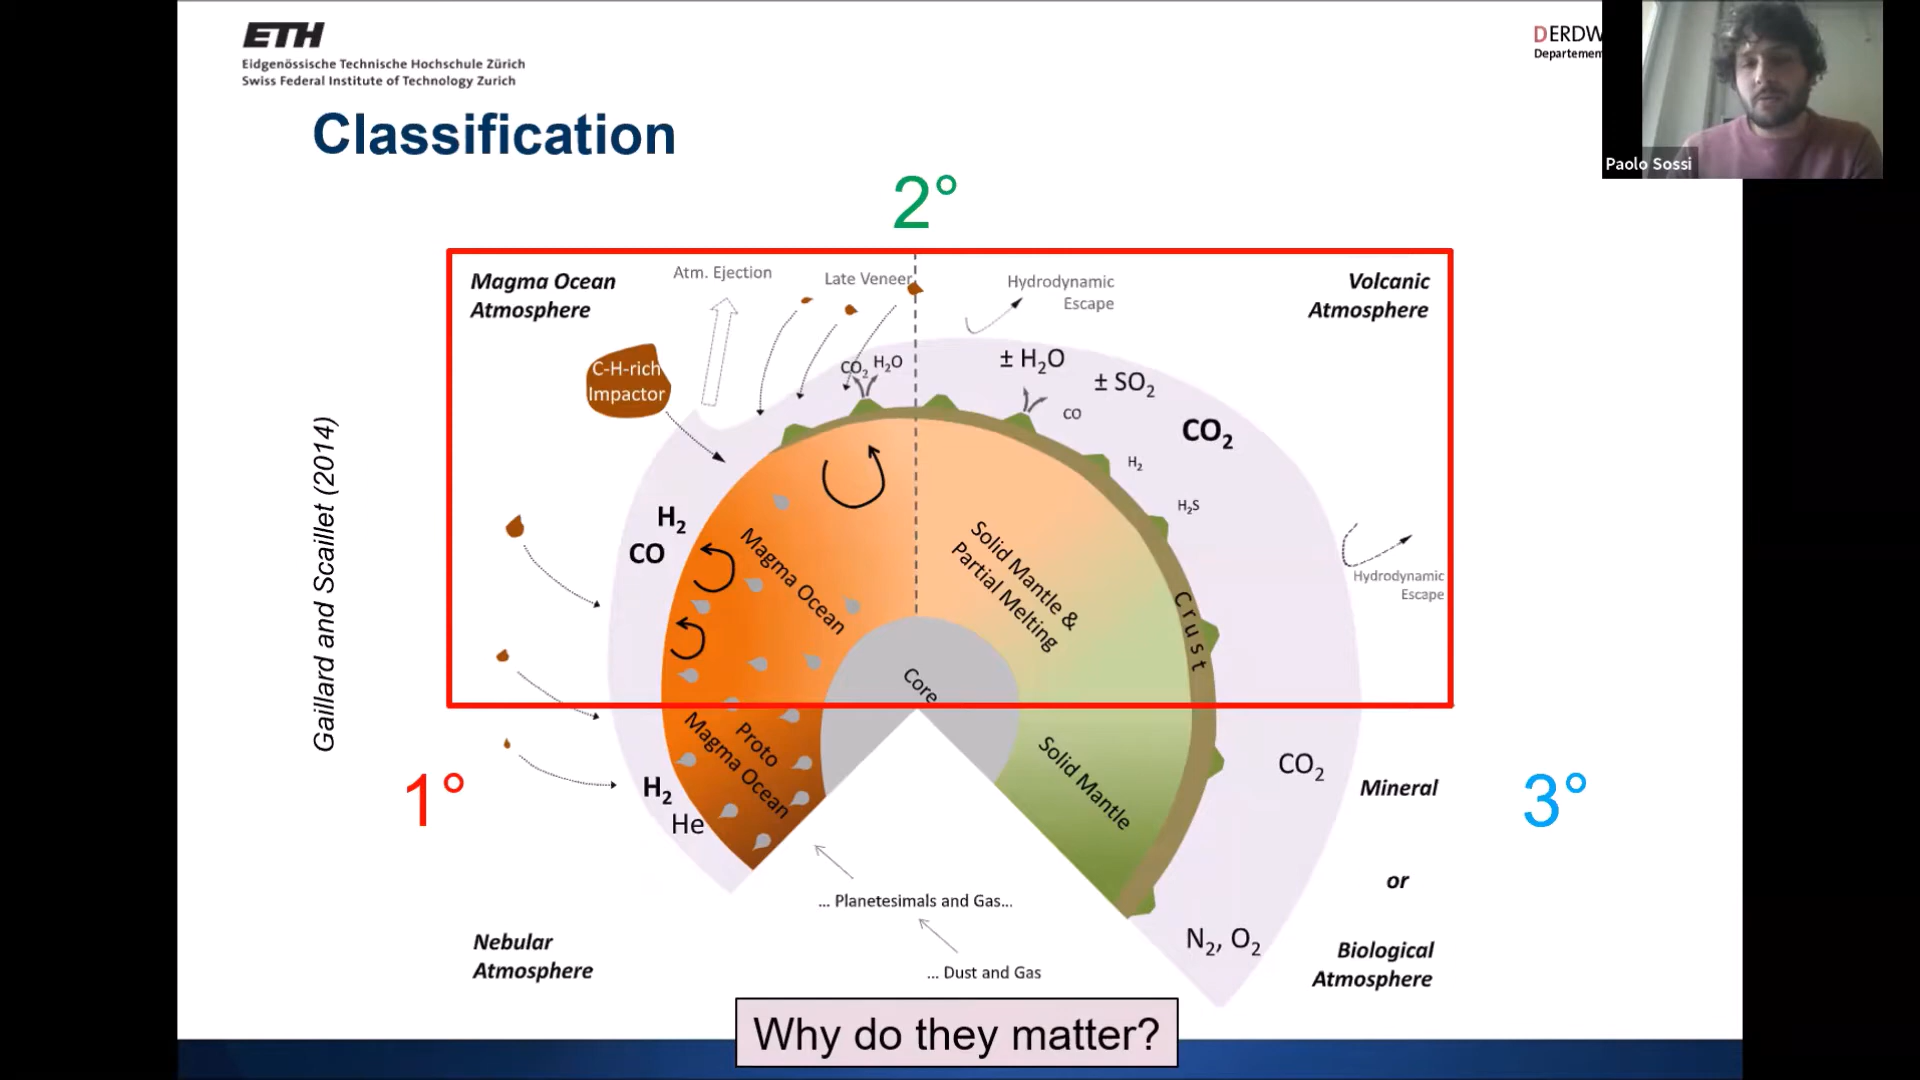 ETH
Eidgenössische Technische Hochschule Zürich
Swiss Federal Institute of Technology Zurich
DERDW
Departemen
Paolo Sossi
Classification
2°
Magma Ocean
Atmosphere
Atm. Ejection
Late Veneer
Hydrodynamic
Escape
Volcanic
Atmosphere
C-H-rich
Impactor
CO₂ H₂O
± H₂O
± SO₂
CO
CO₂
H₂
H₂S
Gaillard and Scaillet (2014)
H₂
CO
Magma Ocean
Solid Mantle &
Partial Melting
Crust
Hydrodynamic
Escape
Core
1°
Proto
Magma Ocean
H₂
He
Solid Mantle
CO₂
Mineral
or
Biological
Atmosphere
3°
N₂, O₂
... Planetesimals and Gas...
... Dust and Gas
Nebular
Atmosphere
Why do they matter?